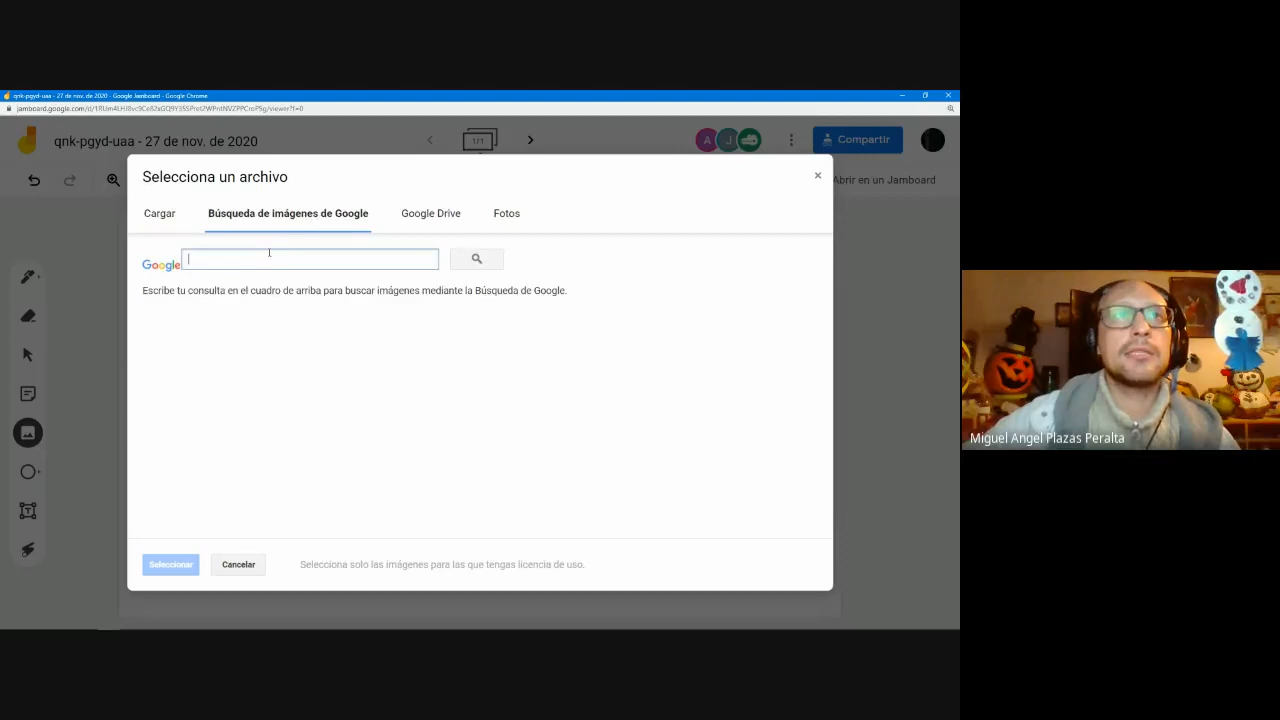 qnk-pgyd-uaa - 27 de nov. de 2020 - Google Jamboard - Google Chrome
qnk-pgyd-uaa - 27 de nov. de 2020
1/1
A J
Compartir
Abrir en un Jamboard
Selecciona un archivo
Cargar Búsqueda de imágenes de Google Google Drive Fotos
Google
Escribe tu consulta en el cuadro de arriba para buscar imágenes mediante la Búsqueda de Google.
Seleccionar Cancelar Selecciona solo las imágenes para las que tengas licencia de uso.
Miguel Angel Plazas Peralta